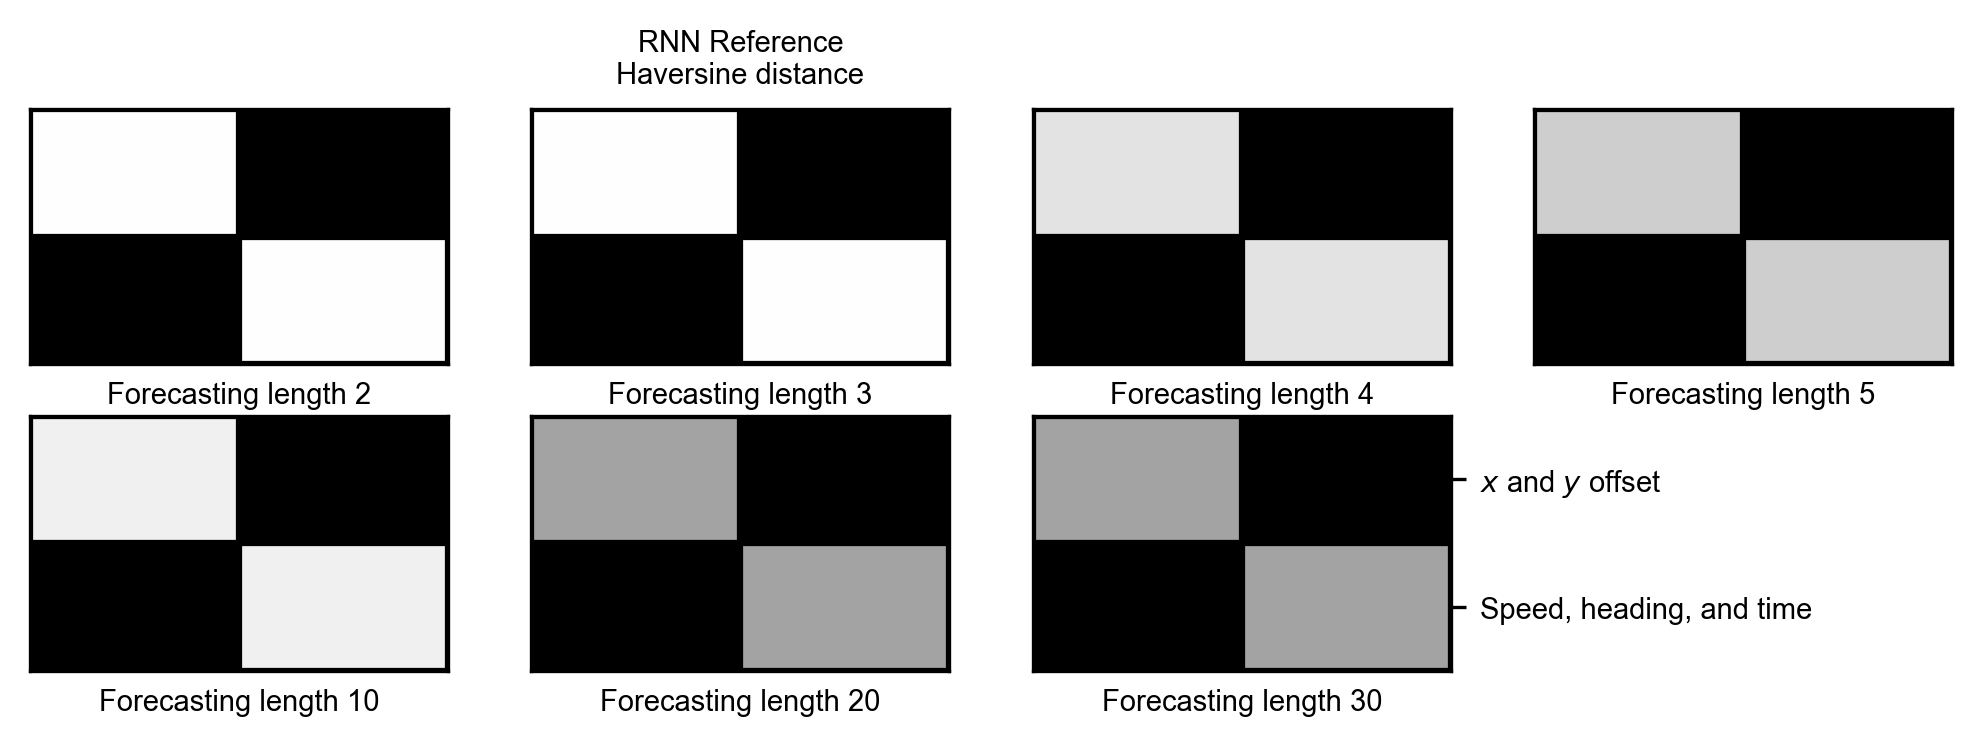 RNN Reference
Haversine distance
Forecasting length 2
Forecasting length 3
Forecasting length 4
Forecasting length 5
x and y offset
Speed, heading, and time
Forecasting length 10
Forecasting length 20
Forecasting length 30